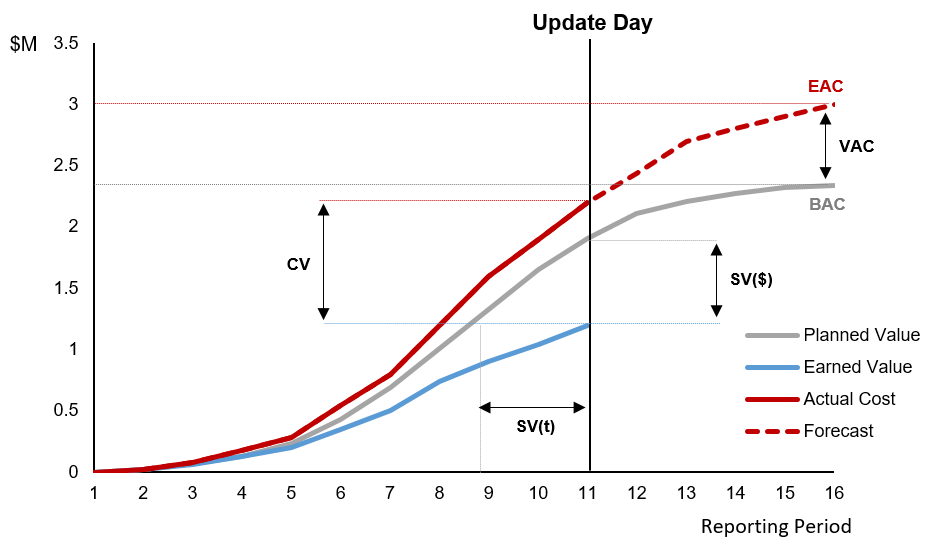 Update Day
$M
3.5
EAC
3
VAC
2.5
BAC
2
CV
SV($)
1.5
Planned Value
1
Earned Value
Actual Cost
0.5
SV(t)
Forecast
0
1 2 3 4 5 6 7 8 9 10 11 12 13 14 15 16
Reporting Period